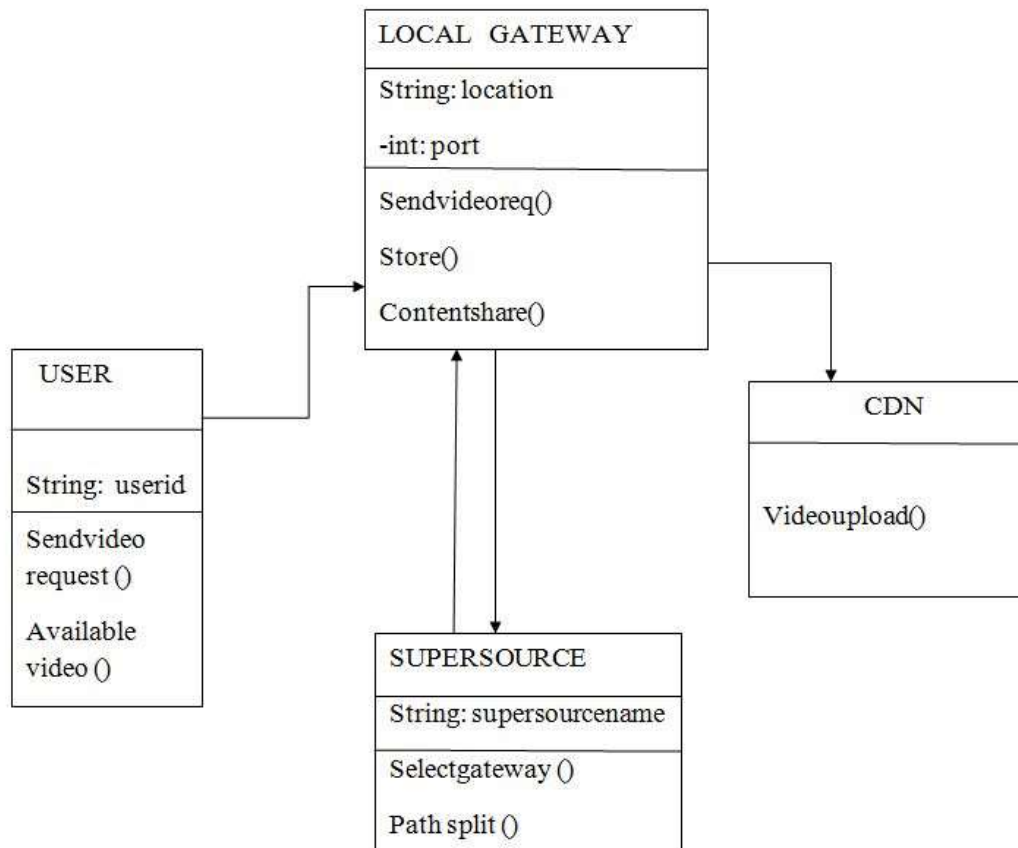 LOCAL GATEWAY
String: location
-int: port
Sendvideoreq()
Store()
Contentshare()
USER
String: userid
Sendvideo
request ()
Available
video ()
CDN
Videoupload()
SUPERSOURCE
String: supersourcename
Selectgateway ()
Path split ()